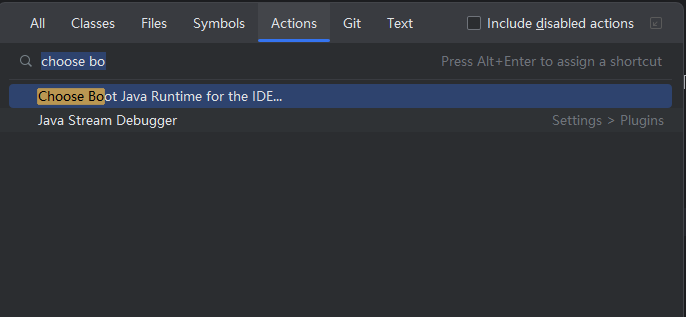 All Classes Files Symbols Actions Git Text Include disabled actions
choose bo Press Alt+Enter to assign a shortcut
Choose Boot Java Runtime for the IDE...
Java Stream Debugger Settings > Plugins